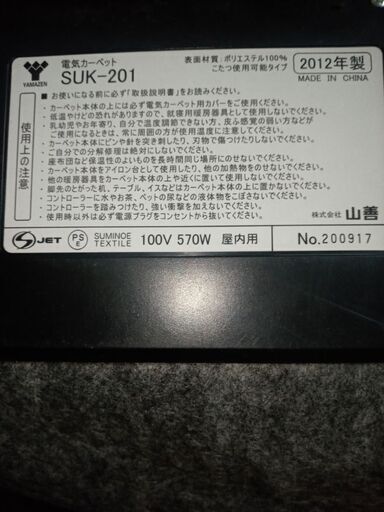 YAMAZEN
電気カーペット
SUK-201
表面材質:ポリエステル100%
こたつ使用可能タイプ
2012年製
MADE IN CHINA
使用上の注意
■お使いになる前に必ず「取扱説明書」をお読みください。
・カーペット本体の上には必ず電気カーペット用カバーをご使用ください。
・低温やけどの恐れがありますので、就寝用暖房器具として使用しないでください。
・乳幼児やお年寄り、自分で温度調節できない方、皮ふ感覚の弱い方などが
ご使用になるときは、常に周囲の方が使用温度に注意してください。
・カーペット本体にピンや針を突き刺したり、刃物で傷つけたりしないでください。
・ご自分での分解修理は絶対にしないでください。
・座布団など保温性のよいものを長時間同じ場所にのせないでください。
・カーペット本体をアイロン台として使用したり、他の加熱物をのせないでください。
・他の暖房器具をカーペット本体の上や近くに置いて使用しないでください。
・脚先のとがった机、テーブル、イスなどはカーペット本体の上に置かないでください。
・コントローラーに水やお茶、ペットの尿などの液体物をこぼさないでください。
・コントローラーを踏みつけたり、強い衝撃を加えないでください。
・使用時以外は必ず電源プラグをコンセントから抜いてください。
株式会社 山善
S JET
PS
E
SUMINOE
TEXTILE
100V 570W 屋内用
No.200917